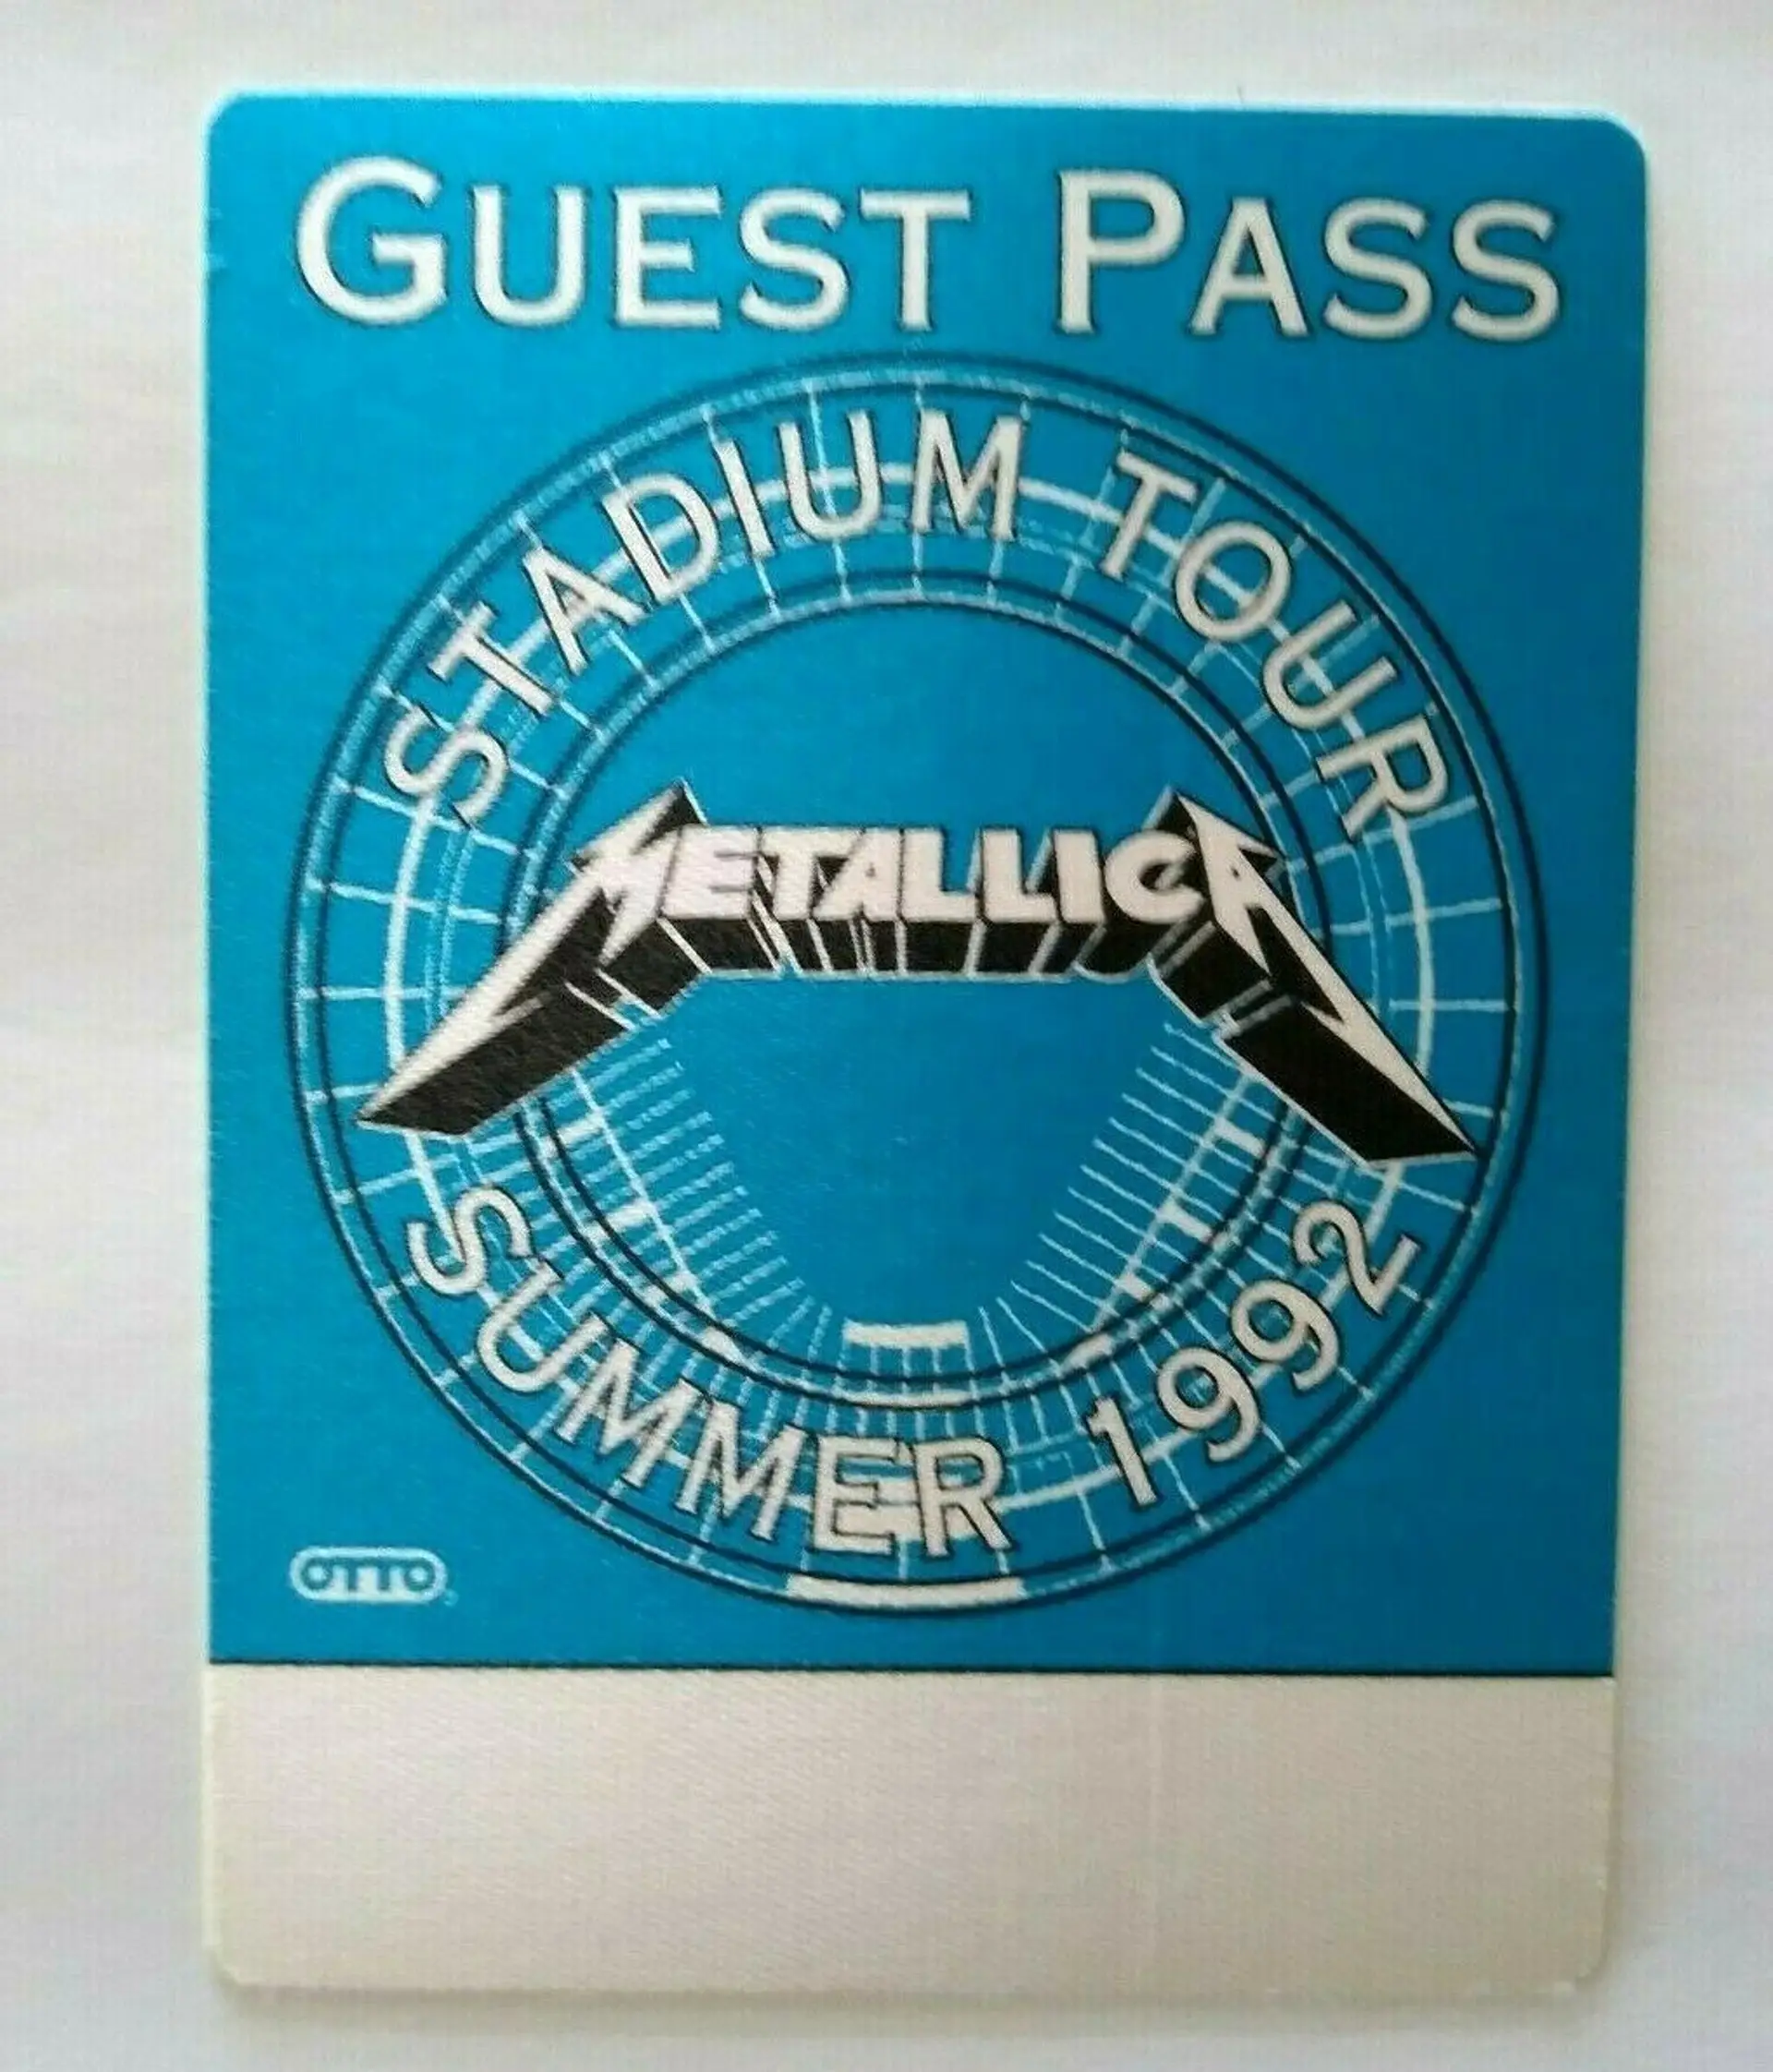 GUEST PASS
STADIUM TOUR
METALLICA
SUMMER 1992
OTTO